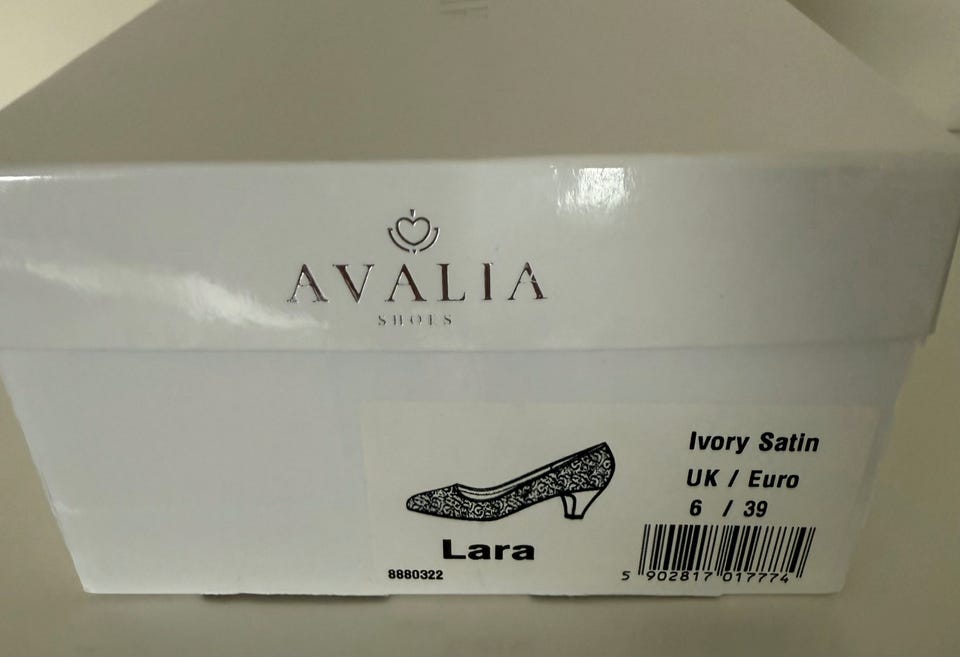 AVALIA
SHOES
Ivory Satin
UK / Euro
6 / 39
Lara
8880322
5 902817 017774